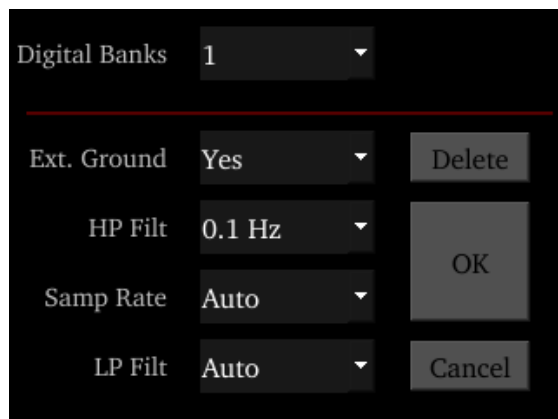 Digital Banks 1
Ext. Ground Yes Delete
HP Filt 0.1 Hz
OK
Samp Rate Auto
LP Filt Auto Cancel